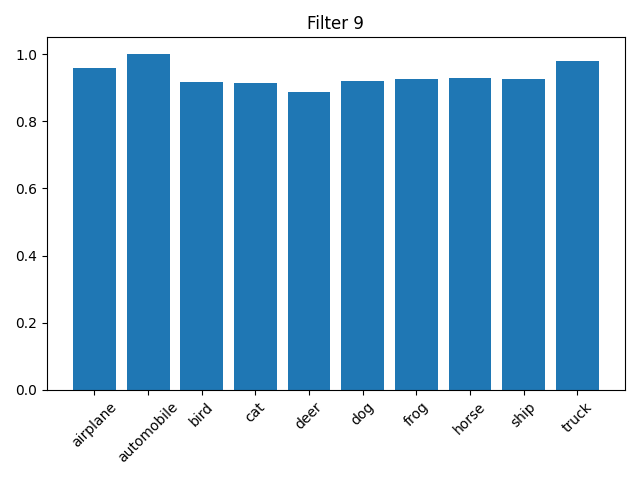 Filter 9
1.0
0.8
0.6
0.4
0.2
0.0
airplane
automobile
bird
cat
deer
dog
frog
horse
ship
truck